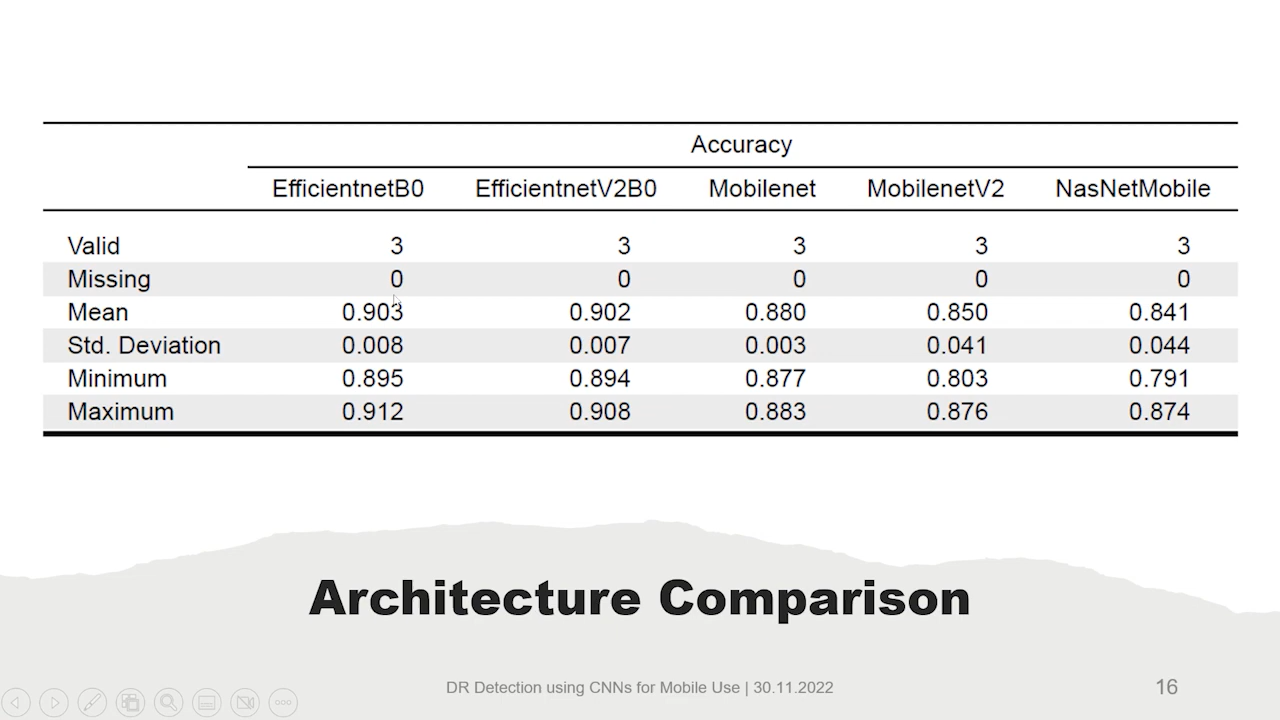 Accuracy
EfficientnetB0 EfficientnetV2B0 Mobilenet MobilenetV2 NasNetMobile
Valid 3 3 3 3 3
Missing 0 0 0 0 0
Mean 0.903 0.902 0.880 0.850 0.841
Std. Deviation 0.008 0.007 0.003 0.041 0.044
Minimum 0.895 0.894 0.877 0.803 0.791
Maximum 0.912 0.908 0.883 0.876 0.874
Architecture Comparison
DR Detection using CNNs for Mobile Use | 30.11.2022
16